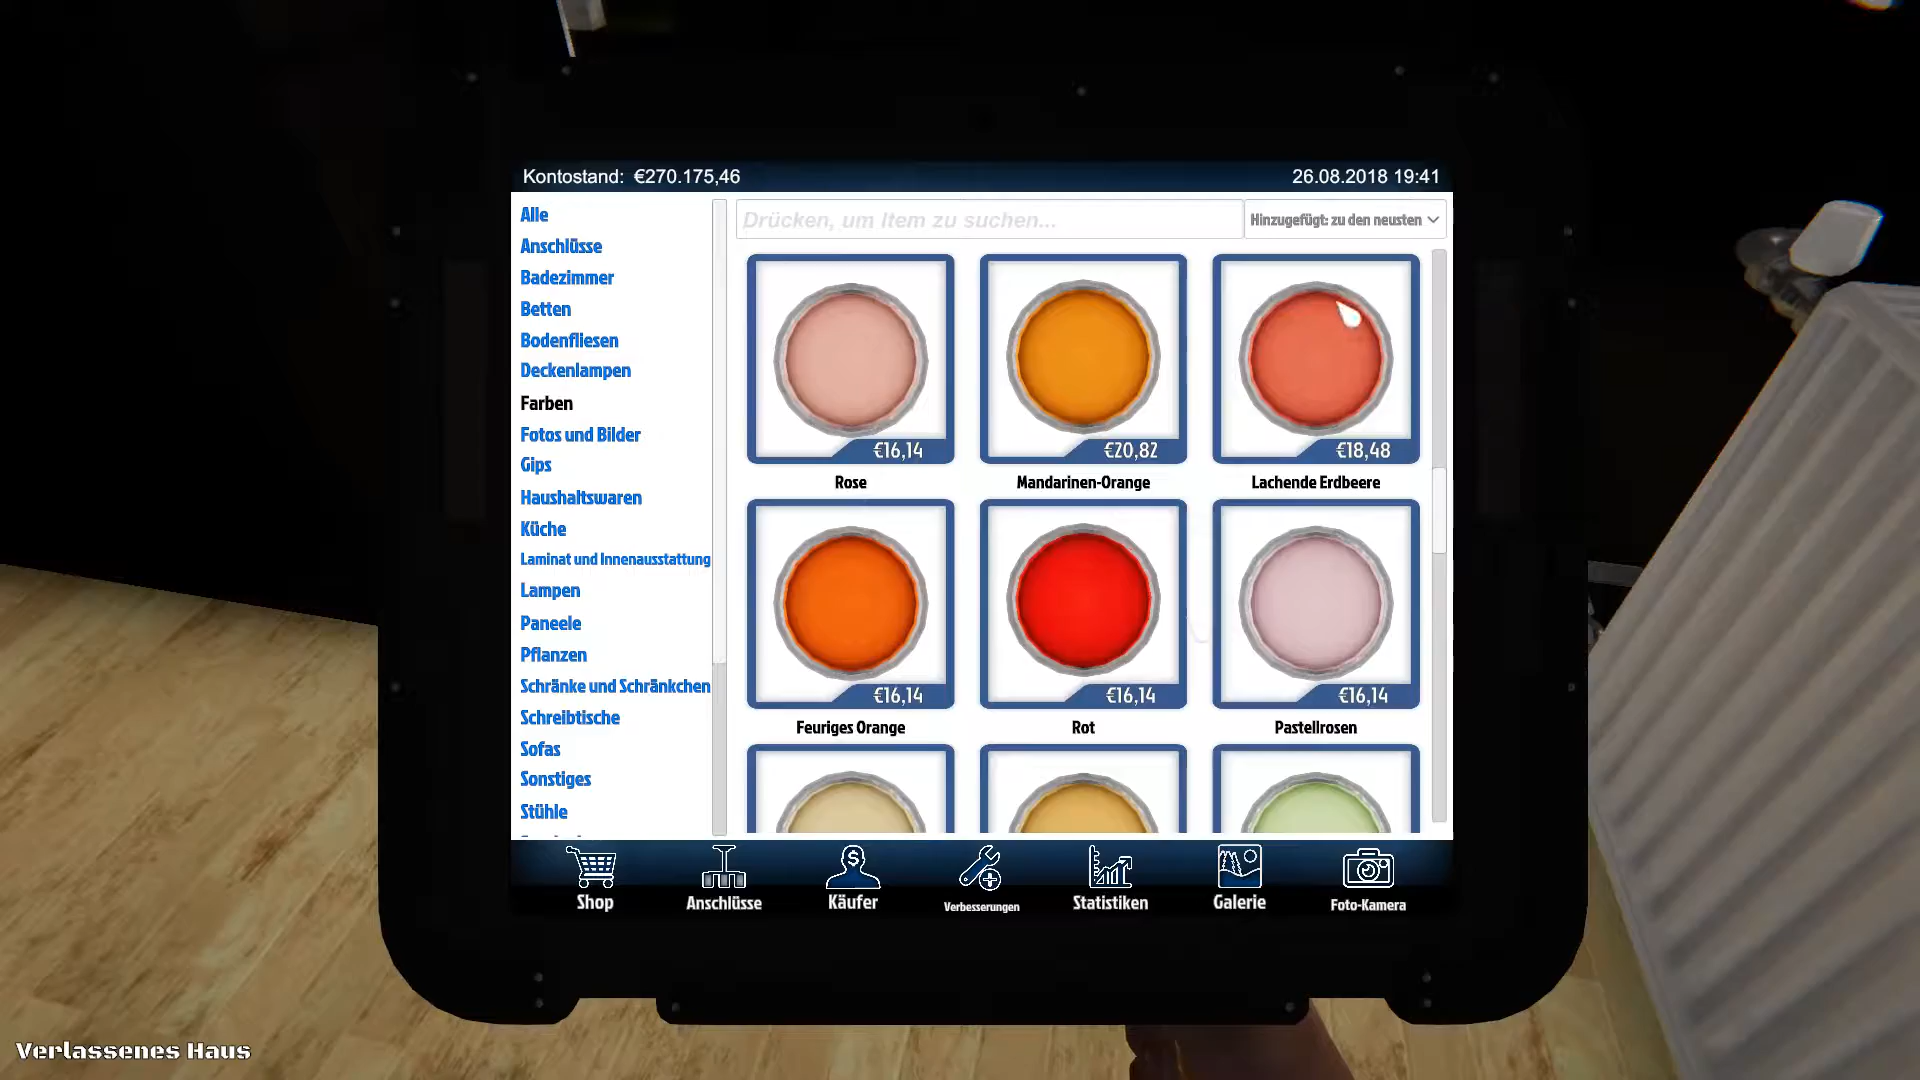 Kontostand: €270.175,46
26.08.2018 19:41
Alle
Anschlüsse
Badezimmer
Betten
Bodenfliesen
Deckenlampen
Farben
Fotos und Bilder
Gips
Haushaltswaren
Küche
Laminat und Innenausstattung
Lampen
Paneele
Pflanzen
Schränke und Schränkchen
Schreibtische
Sofas
Sonstiges
Stühle
Drücken, um Item zu suchen...
Hinzugefügt: zu den neusten
€16,14
€20,82
€18,48
Rose
Mandarinen-Orange
Lachende Erdbeere
€16,14
€16,14
€16,14
Feuriges Orange
Rot
Pastellrosen
Shop
Anschlüsse
Käufer
Verbesserungen
Statistiken
Galerie
Foto-Kamera
Verlassenes Haus